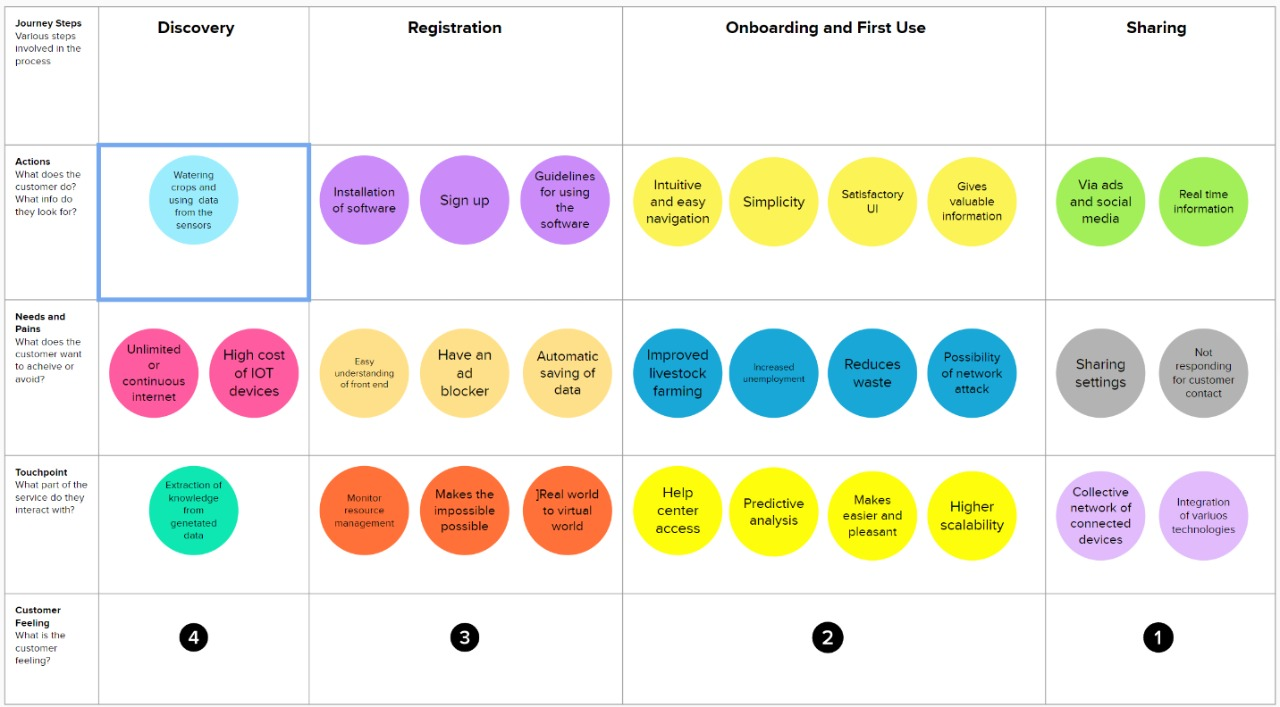 Journey Steps
Various steps
involved in the
process
Discovery
Registration
Onboarding and First Use
Sharing
Actions
What does the
customer do?
What info do
they look for?
Watering
crops and
using data
from the
sensors
Installation
of software
Sign up
Guidelines
for using
the
software
Intuitive
and easy
navigation
Simplicity
Satisfactory
UI
Gives
valuable
information
Via ads
and social
media
Real time
information
Needs and
Pains
What does the
customer want
to acheive or
avoid?
Unlimited
or
continuous
internet
High cost
of IOT
devices
Easy
understanding
of front end
Have an
ad
blocker
Automatic
saving of
data
Improved
livestock
farming
Increased
unemployment
Reduces
waste
Possibility
of network
attack
Sharing
settings
Not
responding
for customer
contact
Touchpoint
What part of the
service do they
interact with?
Extraction of
knowledge
from
genetated
data
Monitor
resource
management
Makes the
impossible
possible
]Real world
to virtual
world
Help
center
access
Predictive
analysis
Makes
easier and
pleasant
Higher
scalability
Collective
network of
connected
devices
Integration
of variuos
technologies
Customer
Feeling
What is the
customer
feeling?
4
3
2
1